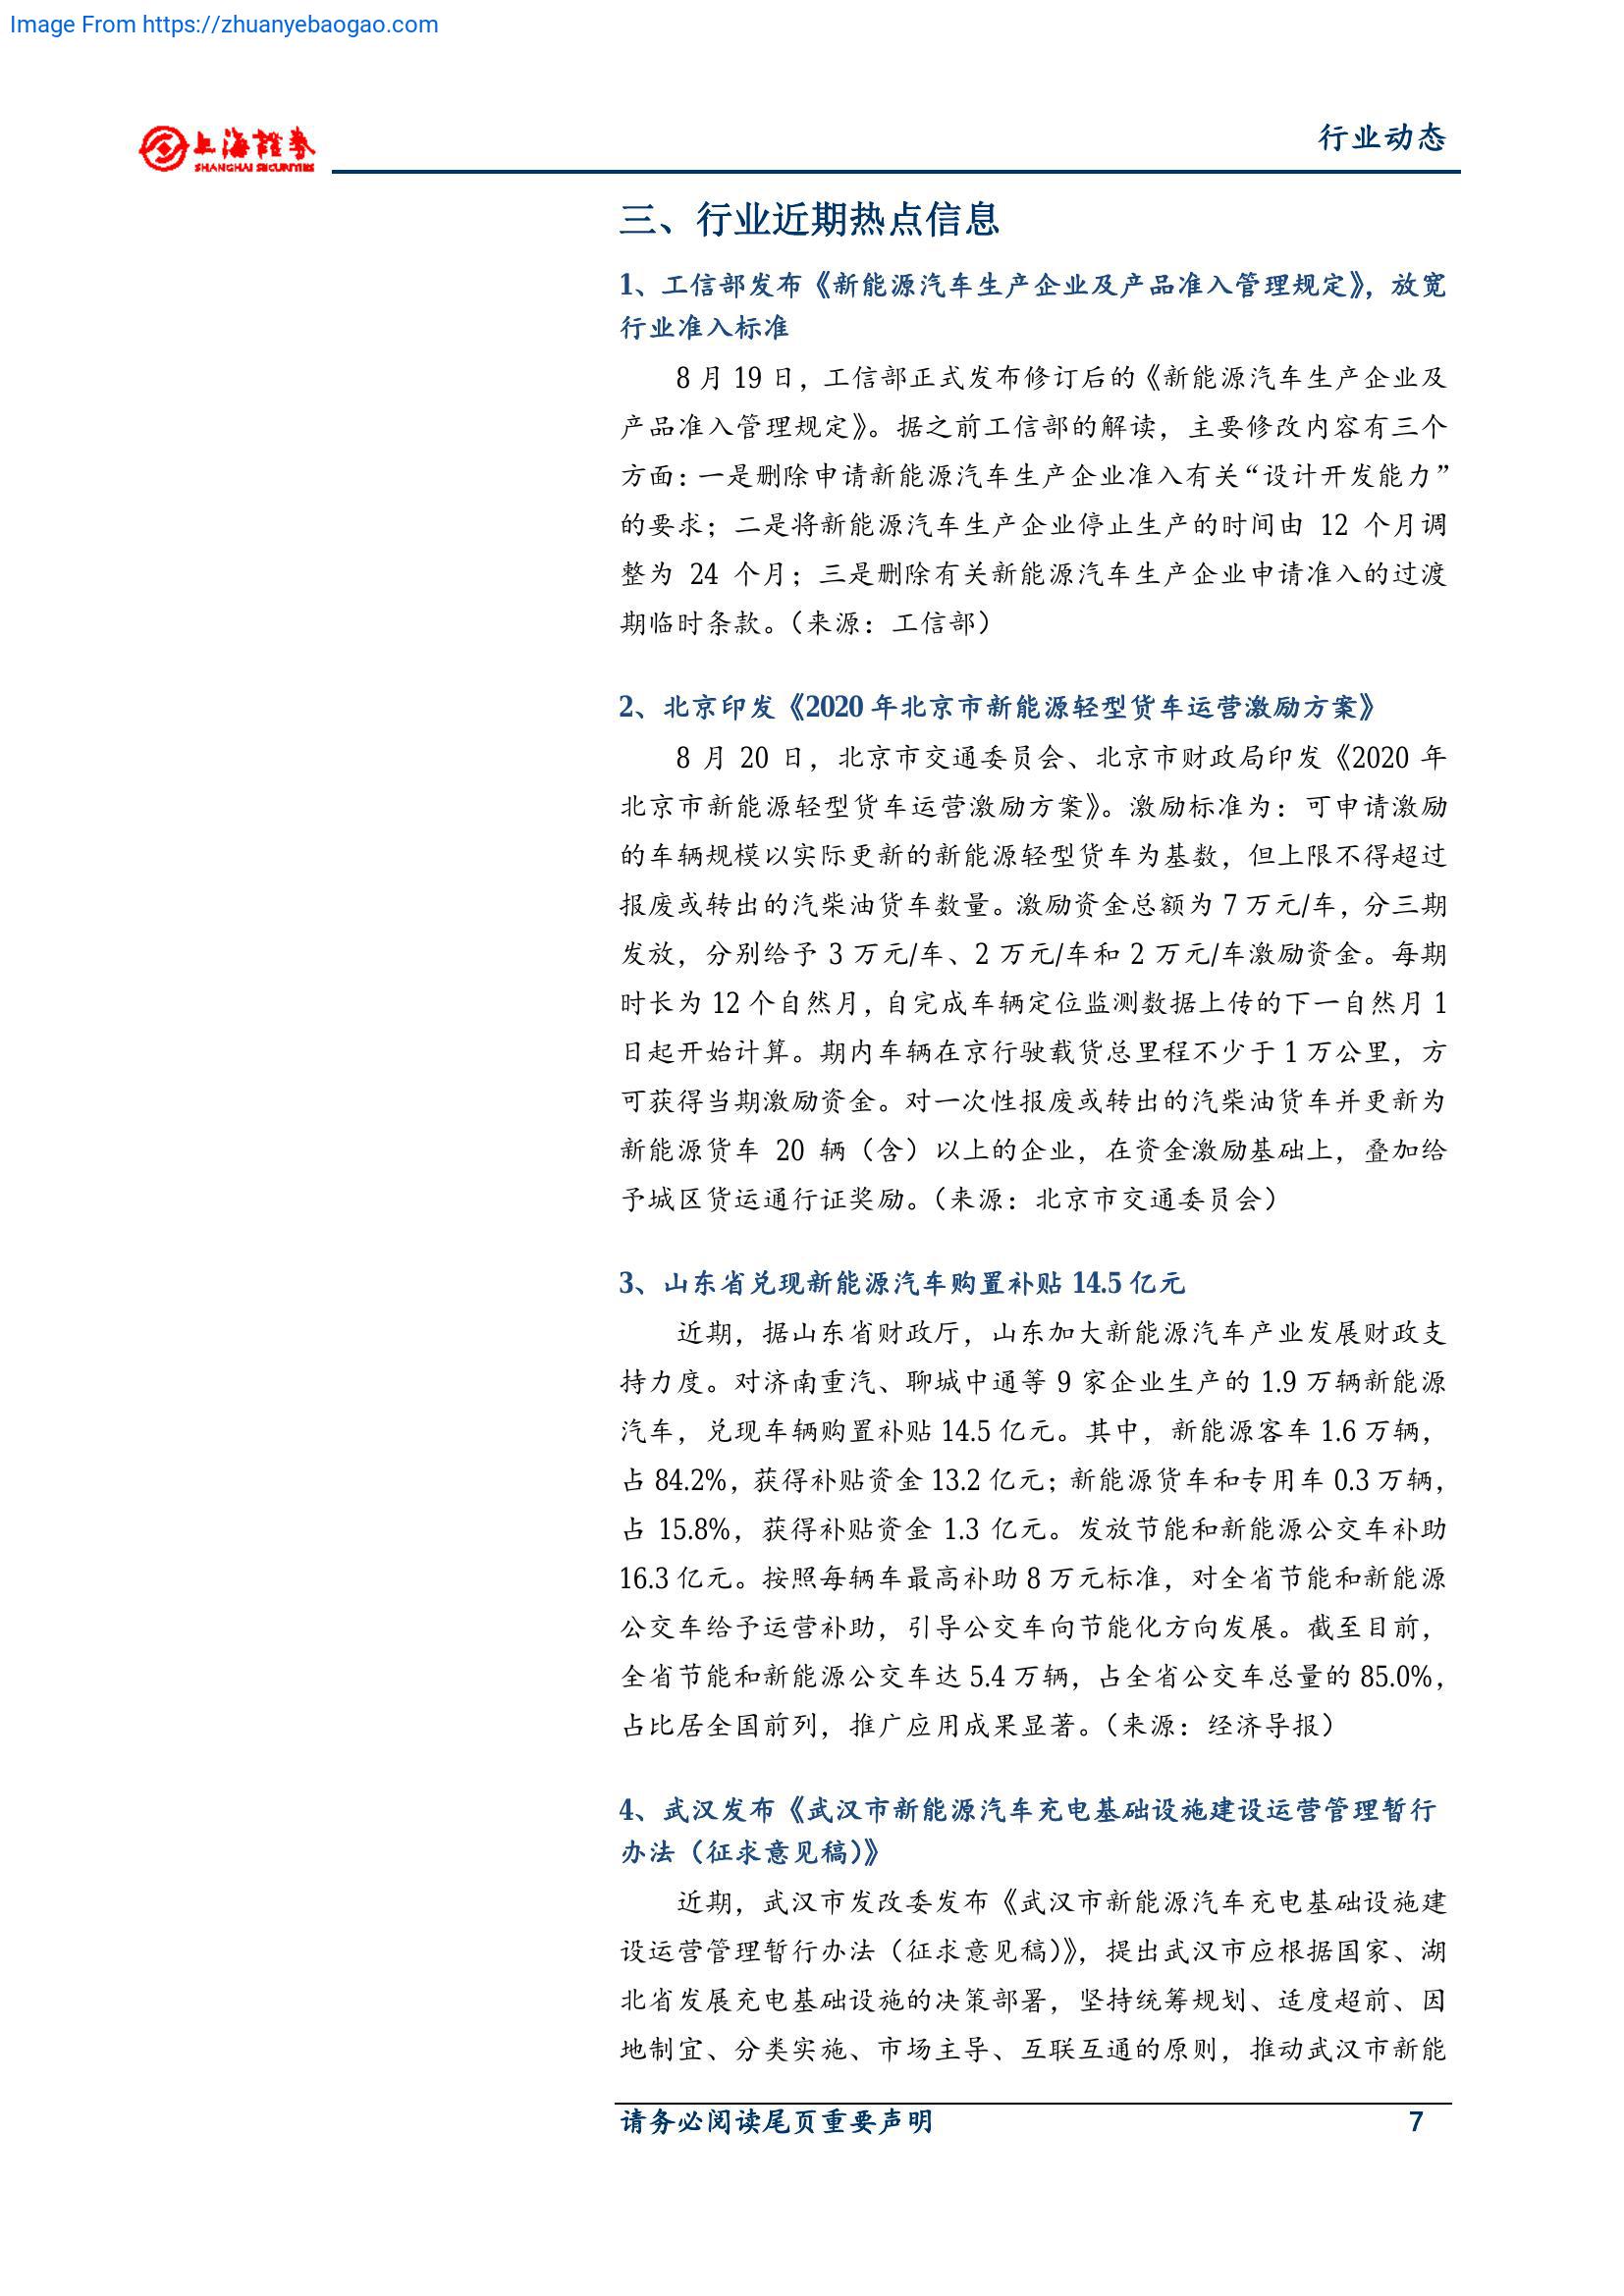 Image From https://zhuanyebaogao.com
上海證券
SHANGHAI SECURITIES
行业动态
三、行业近期热点信息
1、工信部发布《新能源汽车生产企业及产品准入管理规定》，放宽
行业准入标准
8 月 19 日，工信部正式发布修订后的《新能源汽车生产企业及
产品准入管理规定》。据之前工信部的解读，主要修改内容有三个
方面：一是删除申请新能源汽车生产企业准入有关“设计开发能力”
的要求；二是将新能源汽车生产企业停止生产的时间由 12 个月调
整为 24 个月；三是删除有关新能源汽车生产企业申请准入的过渡
期临时条款。（来源：工信部）
2、北京印发《2020 年北京市新能源轻型货车运营激励方案》
8 月 20 日，北京市交通委员会、北京市财政局印发《2020 年
北京市新能源轻型货车运营激励方案》。激励标准为：可申请激励
的车辆规模以实际更新的新能源轻型货车为基数，但上限不得超过
报废或转出的汽柴油货车数量。激励资金总额为 7 万元/车，分三期
发放，分别给予 3 万元/车、2 万元/车和 2 万元/车激励资金。每期
时长为 12 个自然月，自完成车辆定位监测数据上传的下一自然月 1
日起开始计算。期内车辆在京行驶载货总里程不少于 1 万公里，方
可获得当期激励资金。对一次性报废或转出的汽柴油货车并更新为
新能源货车 20 辆（含）以上的企业，在资金激励基础上，叠加给
予城区货运通行证奖励。（来源：北京市交通委员会）
3、山东省兑现新能源汽车购置补贴 14.5 亿元
近期，据山东省财政厅，山东加大新能源汽车产业发展财政支
持力度。对济南重汽、聊城中通等 9 家企业生产的 1.9 万辆新能源
汽车，兑现车辆购置补贴 14.5 亿元。其中，新能源客车 1.6 万辆，
占 84.2%，获得补贴资金 13.2 亿元；新能源货车和专用车 0.3 万辆，
占 15.8%，获得补贴资金 1.3 亿元。发放节能和新能源公交车补助
16.3 亿元。按照每辆车最高补助 8 万元标准，对全省节能和新能源
公交车给予运营补助，引导公交车向节能化方向发展。截至目前，
全省节能和新能源公交车达 5.4 万辆，占全省公交车总量的 85.0%，
占比居全国前列，推广应用成果显著。（来源：经济导报）
4、武汉发布《武汉市新能源汽车充电基础设施建设运营管理暂行
办法（征求意见稿）》
近期，武汉市发改委发布《武汉市新能源汽车充电基础设施建
设运营管理暂行办法（征求意见稿）》，提出武汉市应根据国家、湖
北省发展充电基础设施的决策部署，坚持统筹规划、适度超前、因
地制宜、分类实施、市场主导、互联互通的原则，推动武汉市新能
请务必阅读尾页重要声明
7